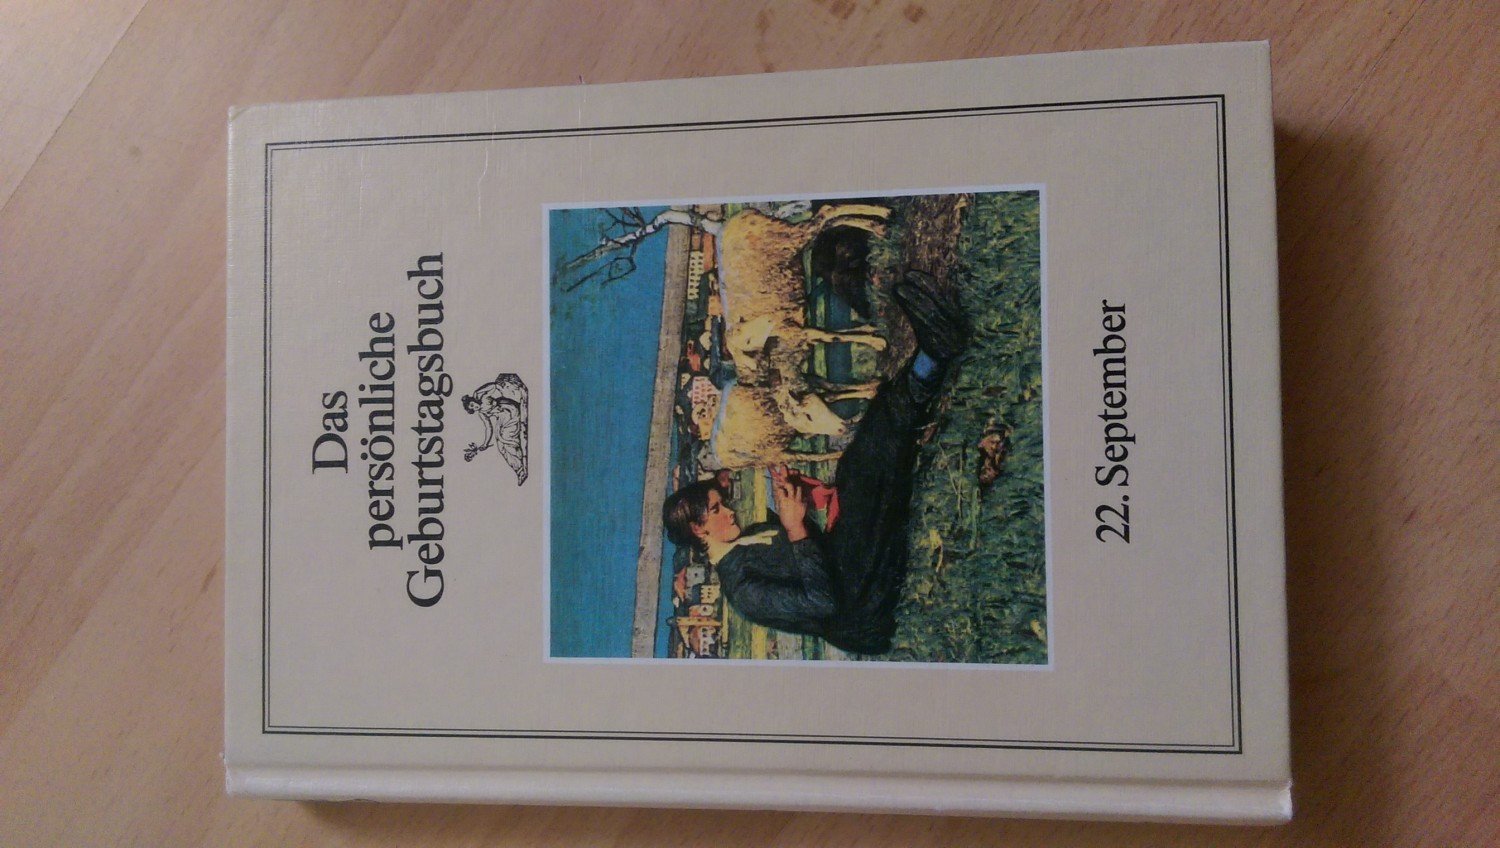 Das
persönliche
Geburtstagsbuch
22. September